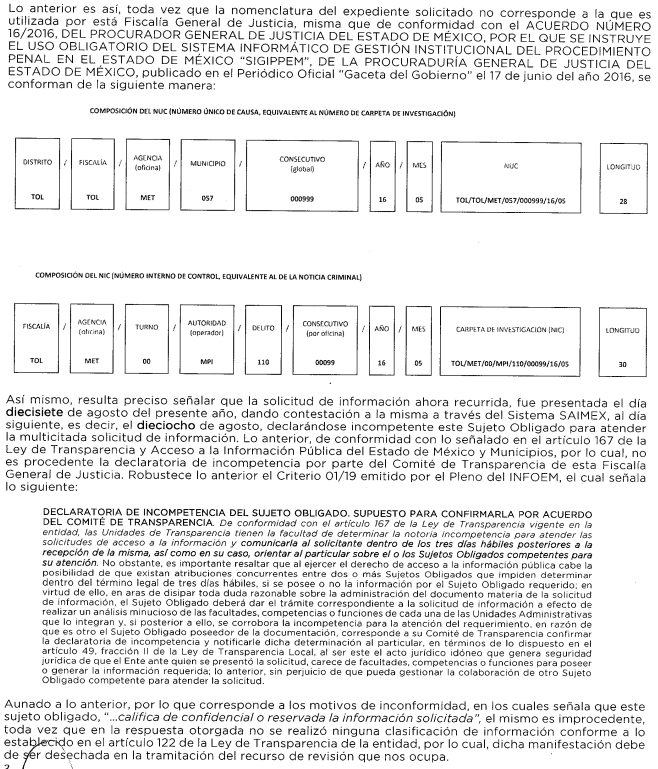 Lo anterior es así, toda vez que la nomenclatura del expediente solicitado no corresponde a la que es
utilizada por está Fiscalía General de Justicia, misma que de conformidad con el ACUERDO NÚMERO
16/2016, DEL PROCURADOR GENERAL DE JUSTICIA DEL ESTADO DE MÉXICO, POR EL QUE SE INSTRUYE
EL USO OBLIGATORIO DEL SISTEMA INFORMÁTICO DE GESTIÓN INSTITUCIONAL DEL PROCEDIMIENTO
PENAL EN EL ESTADO DE MÉXICO "SIGIPPEM", DE LA PROCURADURÍA GENERAL DE JUSTICIA DEL
ESTADO DE MÉXICO, publicado en el Periódico Oficial "Gaceta del Gobierno" el 17 de junio del año 2016, se
conforman de la siguiente manera:
COMPOSICIÓN DEL NUC (NÚMERO ÚNICO DE CAUSA, EQUIVALENTE AL NÚMERO DE CARPETA DE INVESTIGACIÓN)
DISTRITO / FISCALÍA / AGENCIA (oficina) / MUNICIPIO / CONSECUTIVO (global) / AÑO / MES NUC LONGITUD
TOL TOL MET 057 000999 16 05 TOL/TOL/MET/057/000999/16/05 28
COMPOSICIÓN DEL NIC (NÚMERO INTERNO DE CONTROL, EQUIVALENTE AL DE LA NOTICIA CRIMINAL)
FISCALÍA / AGENCIA (oficina) / TURNO / AUTORIDAD (operador) / DELITO / CONSECUTIVO (por oficina) / AÑO / MES CARPETA DE INVESTIGACIÓN (NIC) LONGITUD
TOL MET 00 MPI 110 00099 16 05 TOL/MET/00/MPI/110/00099/16/05 30
Así mismo, resulta preciso señalar que la solicitud de información ahora recurrida, fue presentada el día
diecisiete de agosto del presente año, dando contestación a la misma a través del Sistema SAIMEX, al día
siguiente, es decir, el dieciocho de agosto, declarándose incompetente este Sujeto Obligado para atender
la multicitada solicitud de información. Lo anterior, de conformidad con lo señalado en el artículo 167 de la
Ley de Transparencia y Acceso a la Información Pública del Estado de México y Municipios, por lo cual, no
es procedente la declaratoria de incompetencia por parte del Comité de Transparencia de esta Fiscalía
General de Justicia. Robustece lo anterior el Criterio 01/19 emitido por el Pleno del INFOEM, el cual señala
lo siguiente:
DECLARATORIA DE INCOMPETENCIA DEL SUJETO OBLIGADO. SUPUESTO PARA CONFIRMARLA POR ACUERDO
DEL COMITÉ DE TRANSPARENCIA. De conformidad con el artículo 167 de la Ley de Transparencia vigente en la
entidad, las Unidades de Transparencia tienen la facultad de determinar la notoria incompetencia para atender las
solicitudes de acceso a la información y comunicarla al solicitante dentro de los tres días hábiles posteriores a la
recepción de la misma, así como en su caso, orientar al particular sobre el o los Sujetos Obligados competentes para
su atención. No obstante, es importante resaltar que al ejercer el derecho de acceso a la información pública cabe la
posibilidad de que existan atribuciones concurrentes entre dos o más Sujetos Obligados que impiden determinar
dentro del término legal de tres días hábiles, si se posee o no la información por el Sujeto Obligado requerido; en
virtud de ello, en aras de disipar toda duda razonable sobre la administración del documento materia de la solicitud
de información, el Sujeto Obligado deberá dar el trámite correspondiente a la solicitud de información a efecto de
realizar un análisis minucioso de las facultades, competencias o funciones de cada una de las Unidades Administrativas
que lo integran y, si posterior a ello, se corrobora la incompetencia para la atención del requerimiento, en razón de
que es otro el Sujeto Obligado poseedor de la documentación, corresponde a su Comité de Transparencia confirmar
la declaratoria de incompetencia y notificarle dicha determinación al particular, en términos de lo dispuesto en el
artículo 49, fracción II de la Ley de Transparencia Local, al ser este el acto jurídico idóneo que genera seguridad
jurídica de que el Ente ante quien se presentó la solicitud, carece de facultades, competencias o funciones para poseer
o generar la información requerida; lo anterior, sin perjuicio de que pueda gestionar la colaboración de otro Sujeto
Obligado competente para atender la solicitud.
Aunado a lo anterior, por lo que corresponde a los motivos de inconformidad, en los cuales señala que este
sujeto obligado, "...califica de confidencial o reservada la información solicitada", el mismo es improcedente,
toda vez que en la respuesta otorgada no se realizó ninguna clasificación de información conforme a lo
establecido en el artículo 122 de la Ley de Transparencia de la entidad, por lo cual, dicha manifestación debe
de ser desechada en la tramitación del recurso de revisión que nos ocupa.